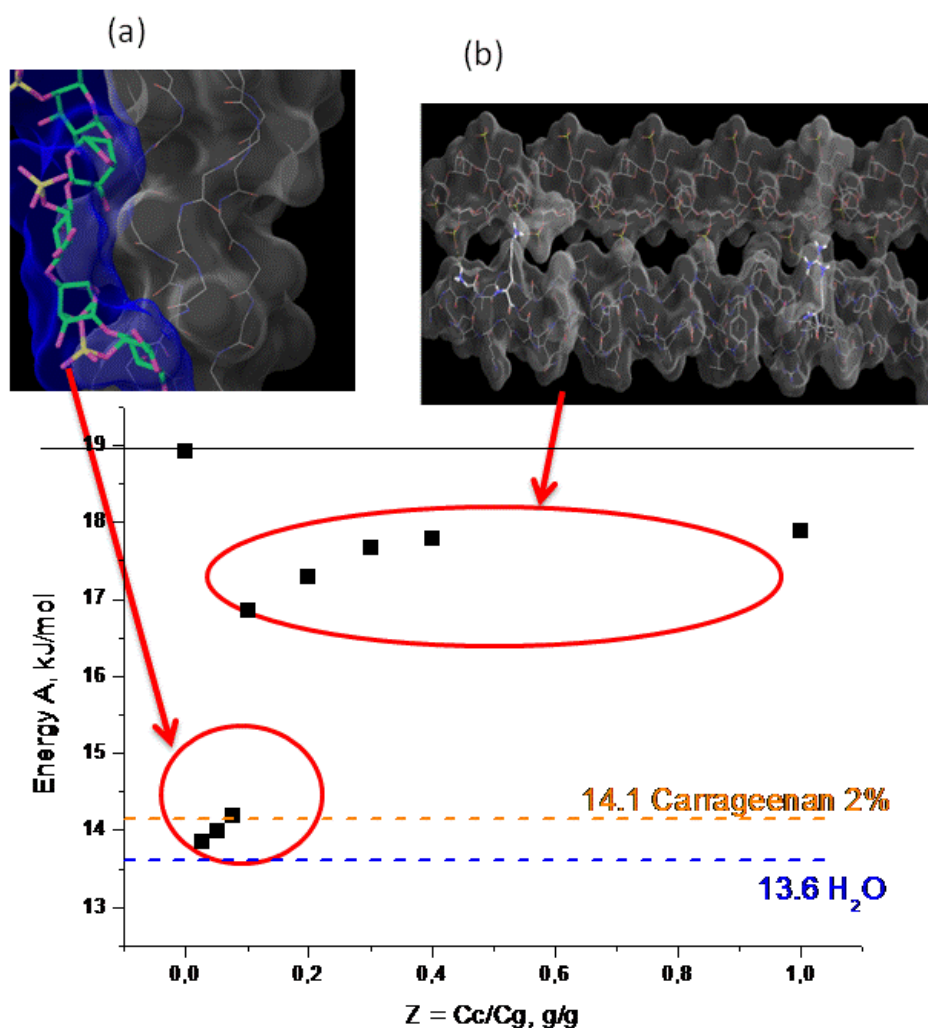 (a)
(b)
19
18
17
16
15
14
13
Energy A, kJ/mol
14.1 Carrageenan 2%
13.6 H₂O
0,0 0,2 0,4 0,6 0,8 1,0
Z = Cc/Cg, g/g